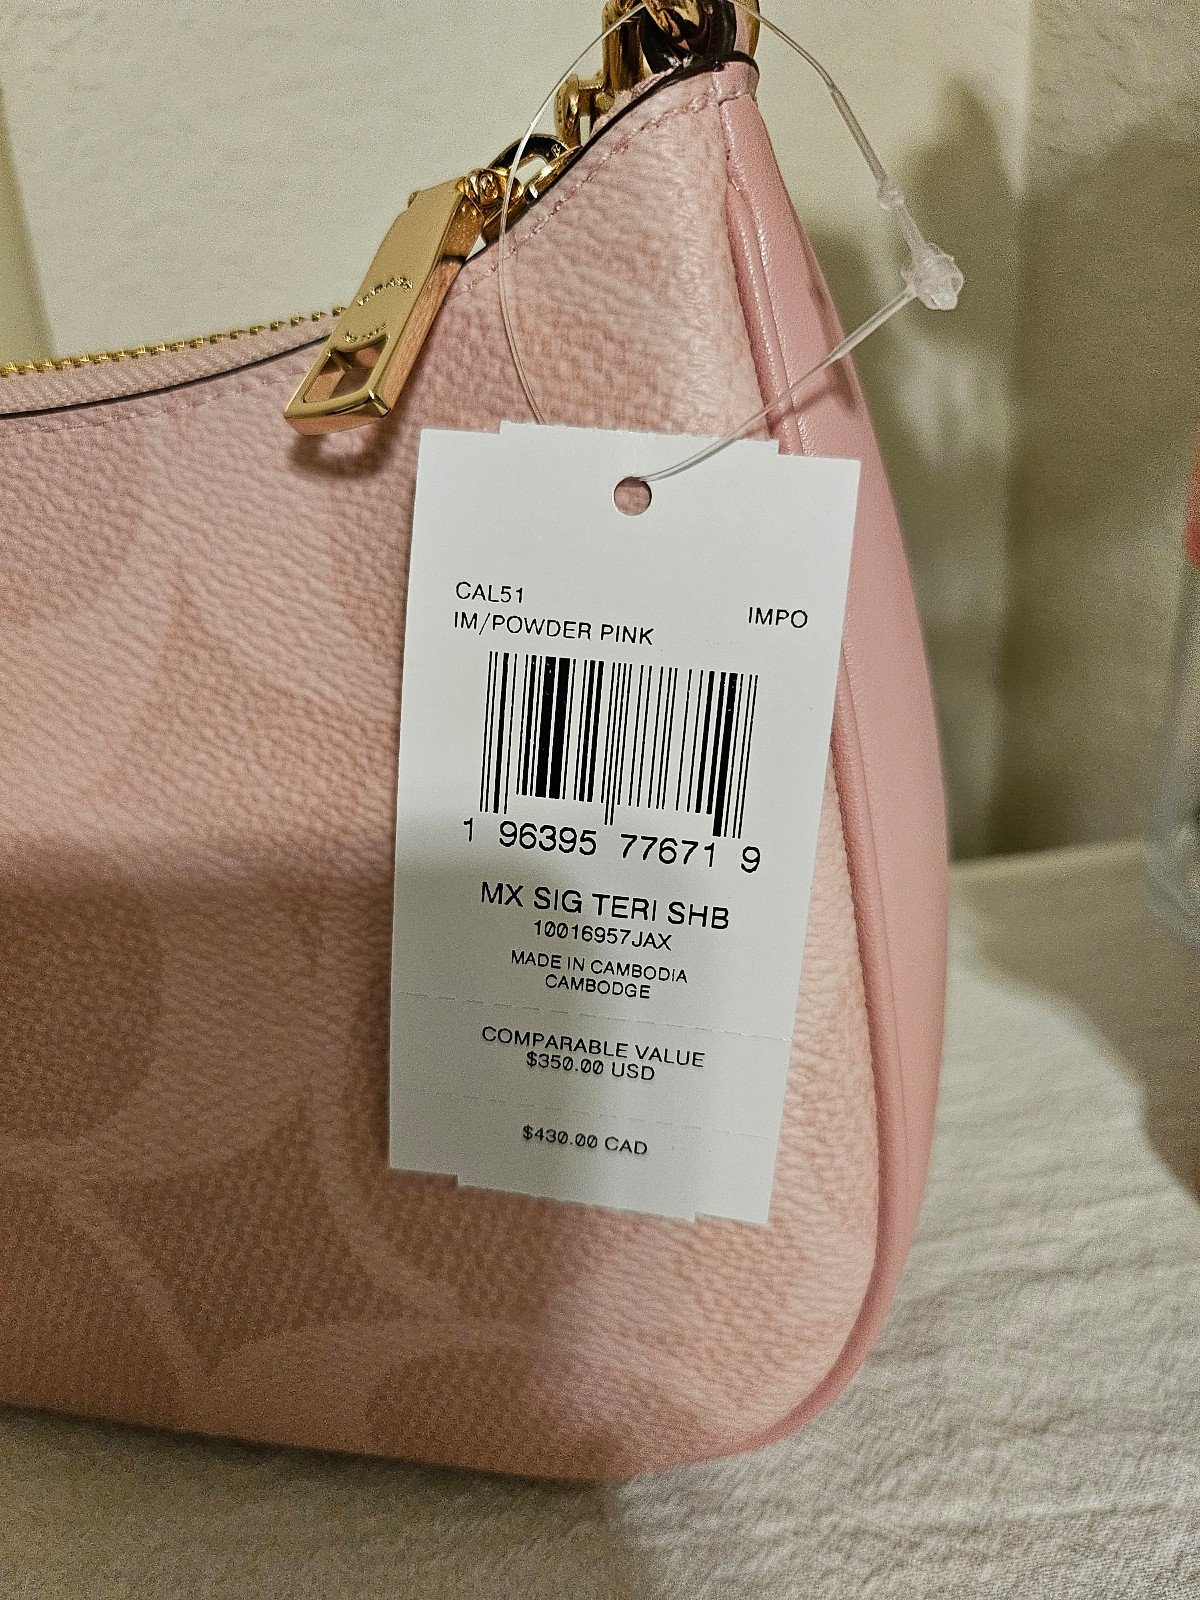 CAL51
IM/POWDER PINK
IMPO
1 96395 77671 9
MX SIG TERI SHB
10016957JAX
MADE IN CAMBODIA
CAMBODGE
COMPARABLE VALUE
$350.00 USD
$430.00 CAD